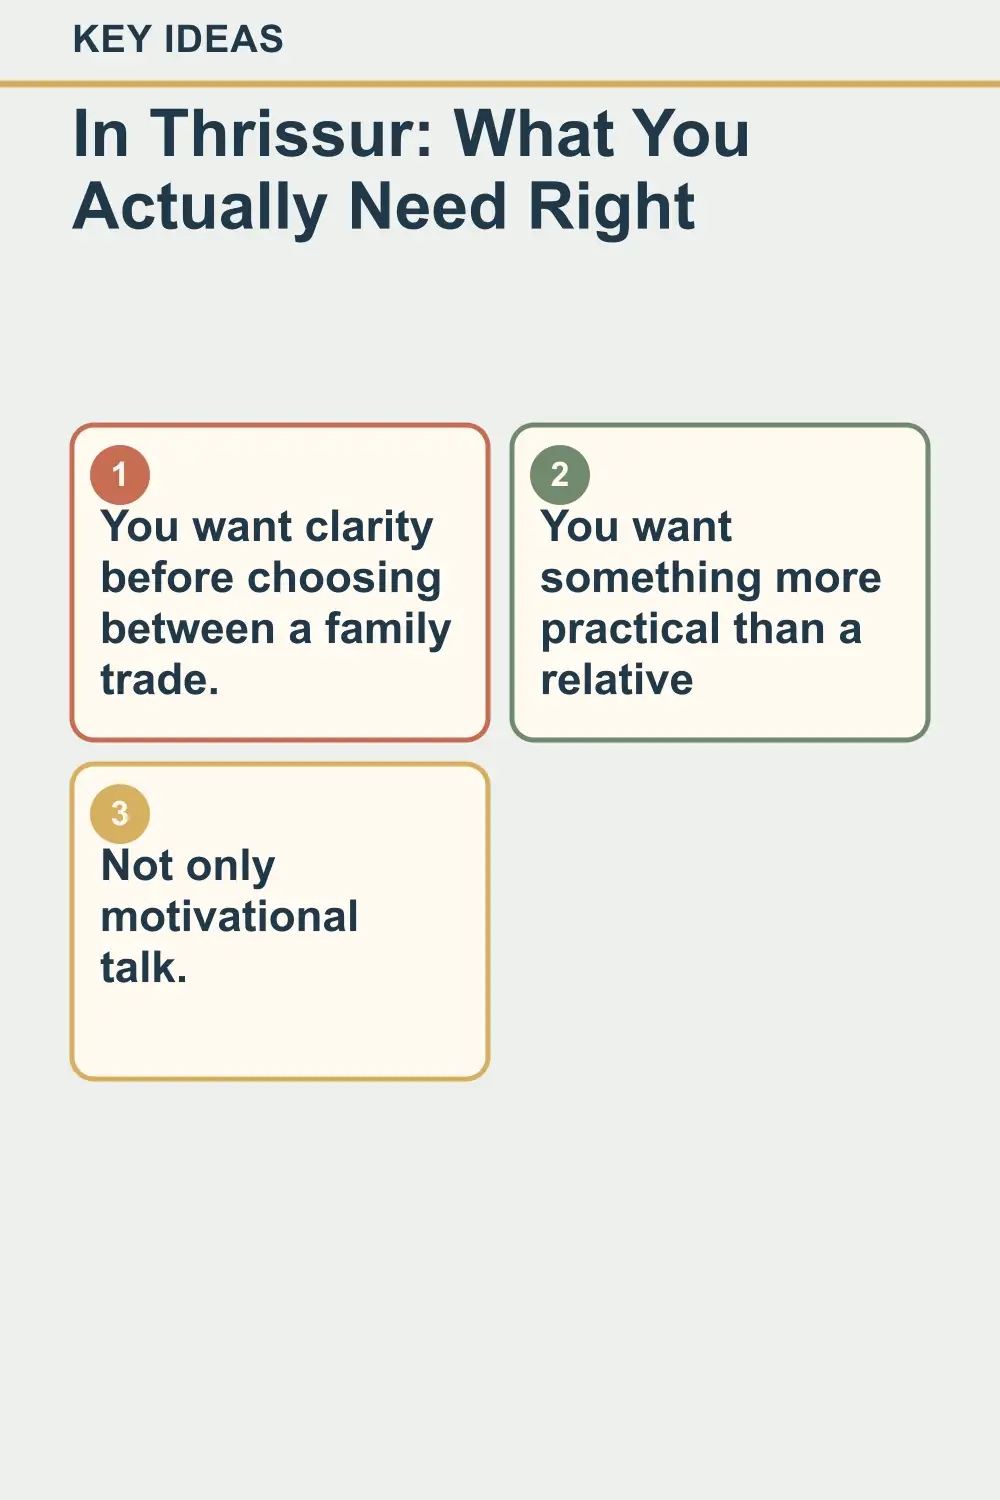 KEY IDEAS
In Thrissur: What You
Actually Need Right
1
You want clarity
before choosing
between a family
trade.
2
You want
something more
practical than a
relative
3
Not only
motivational
talk.